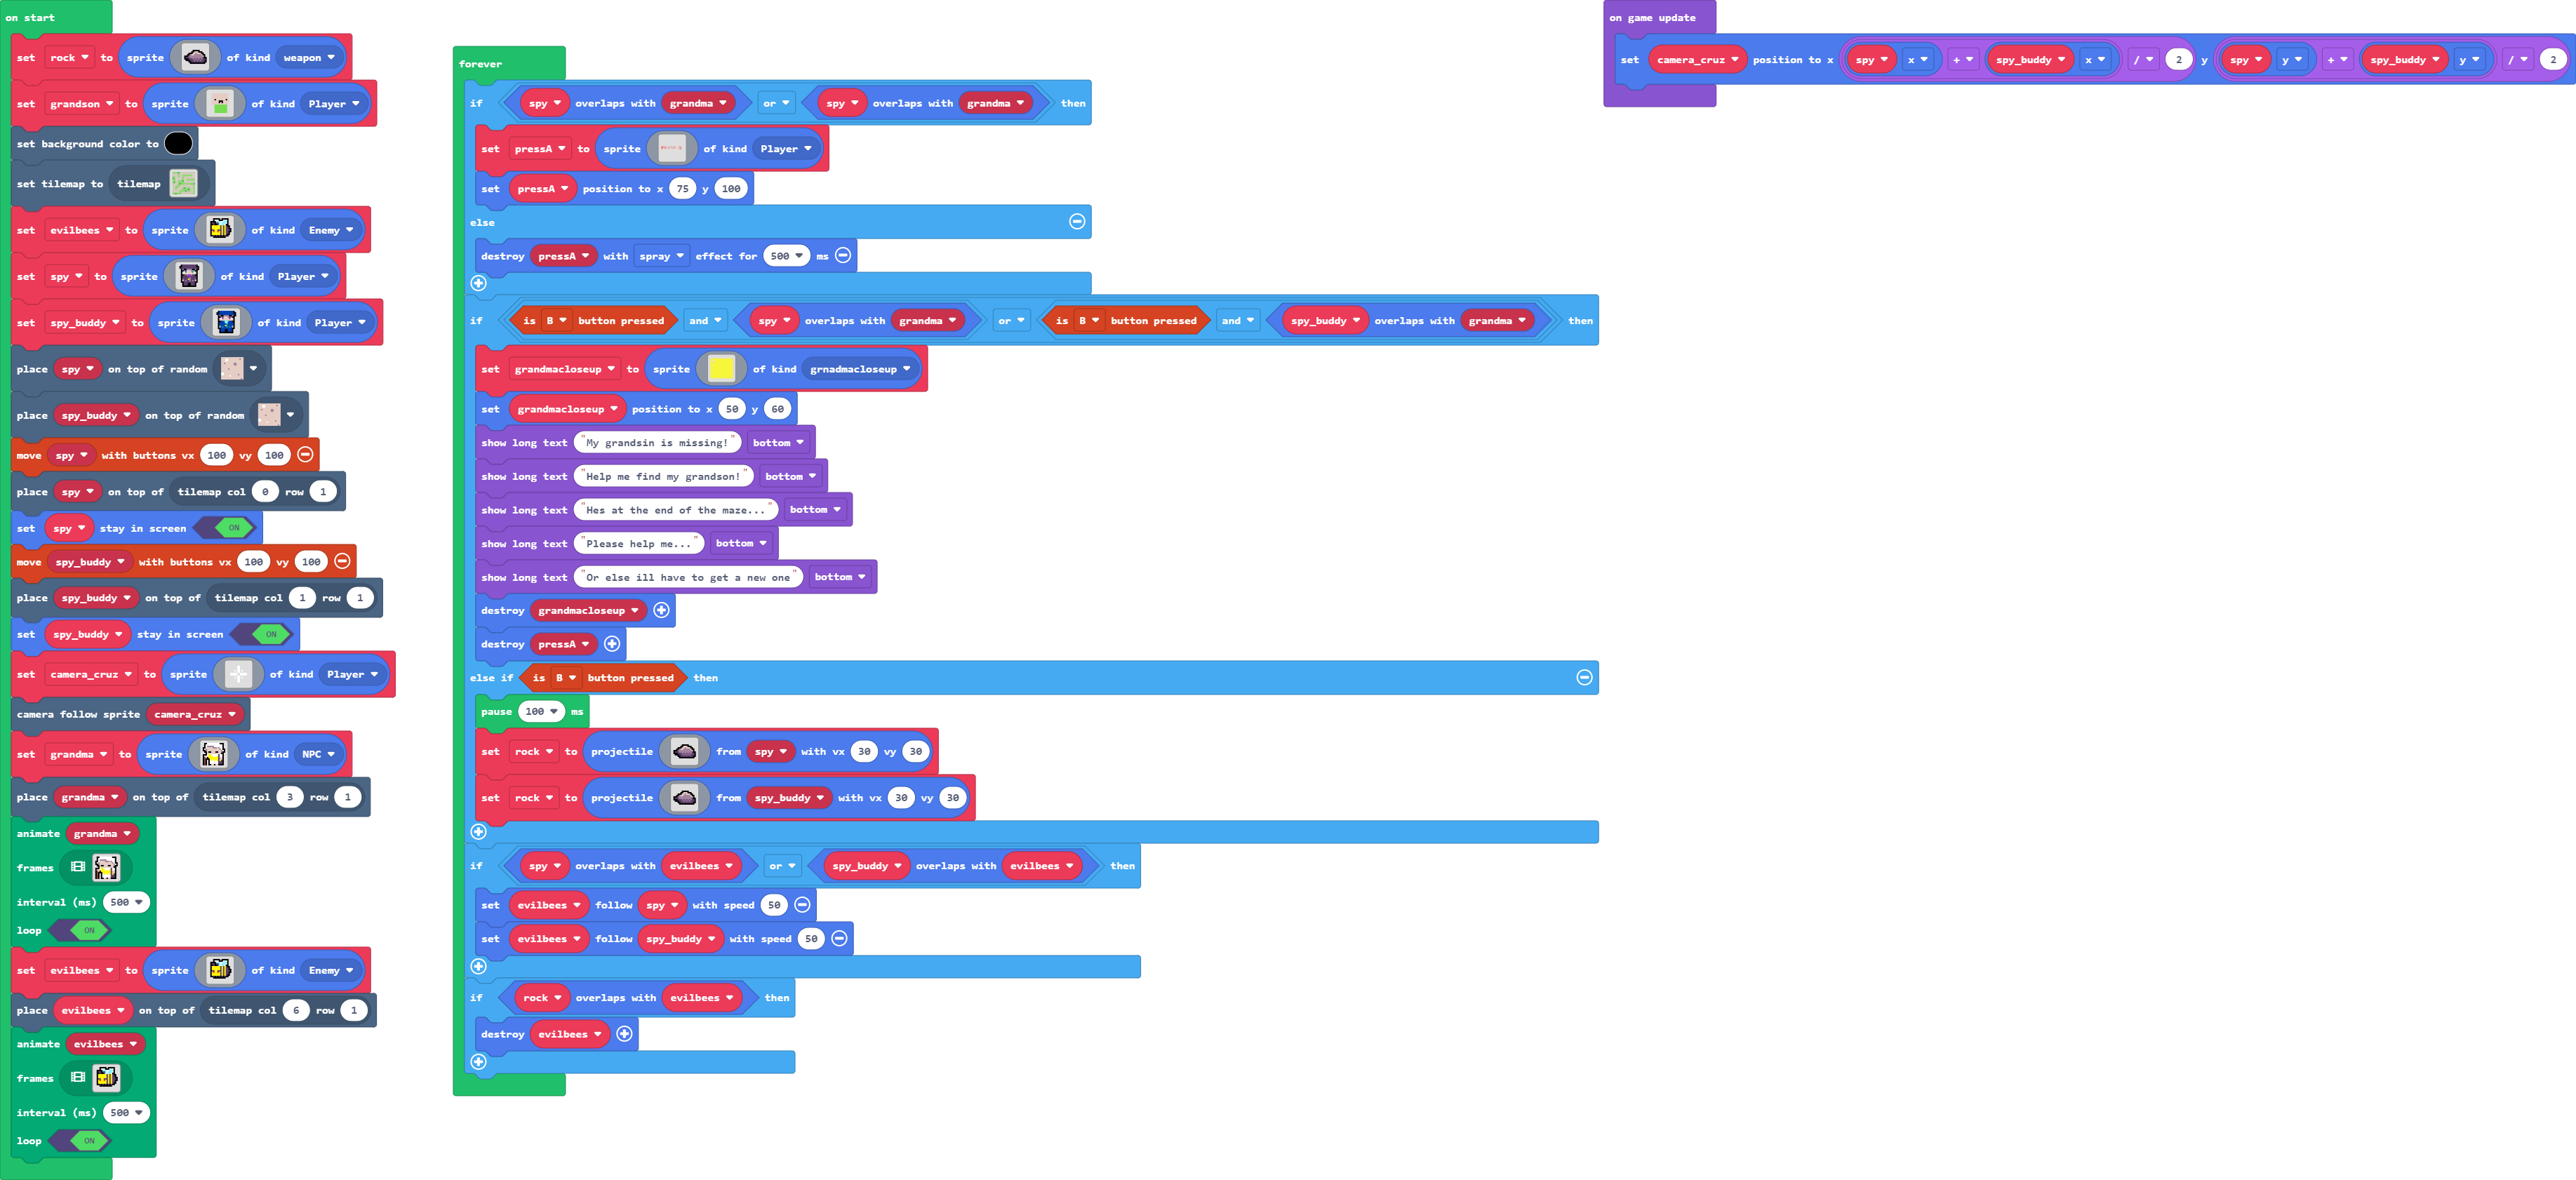 on start
set rock to sprite of kind weapon
set grandson to sprite of kind Player
set background color to
set tilemap to tilemap
set evilbees to sprite of kind Enemy
set spy to sprite of kind Player
set spy_buddy to sprite of kind Player
place spy on top of random
place spy_buddy on top of random
move spy with buttons vx 100 vy 100
place spy on top of tilemap col 0 row 1
set spy stay in screen ON
move spy_buddy with buttons vx 100 vy 100
place spy_buddy on top of tilemap col 1 row 1
set spy_buddy stay in screen ON
set camera_cruz to sprite of kind Player
camera follow sprite camera_cruz
set grandma to sprite of kind NPC
place grandma on top of tilemap col 3 row 1
animate grandma
frames
interval (ms) 500
loop ON
set evilbees to sprite of kind Enemy
place evilbees on top of tilemap col 6 row 1
animate evilbees
frames
interval (ms) 500
loop ON
forever
if spy overlaps with grandma or spy overlaps with grandma then
set pressA to sprite of kind Player
set pressA position to x 75 y 100
else
destroy pressA with spray effect for 500 ms
if is B button pressed and spy overlaps with grandma or is B button pressed and spy_buddy overlaps with grandma then
set grandmacloseup to sprite of kind grnadmacloseup
set grandmacloseup position to x 50 y 60
show long text "My grandsin is missing!" bottom
show long text "Help me find my grandson!" bottom
show long text "Hes at the end of the maze..." bottom
show long text "Please help me..." bottom
show long text "Or else ill have to get a new one" bottom
destroy grandmacloseup
destroy pressA
else if is B button pressed then
pause 100 ms
set rock to projectile from spy with vx 30 vy 30
set rock to projectile from spy_buddy with vx 30 vy 30
if spy overlaps with evilbees or spy_buddy overlaps with evilbees then
set evilbees follow spy with speed 50
set evilbees follow spy_buddy with speed 50
if rock overlaps with evilbees then
destroy evilbees
on game update
set camera_cruz position to x spy x + spy_buddy x / 2 y spy y + spy_buddy y / 2